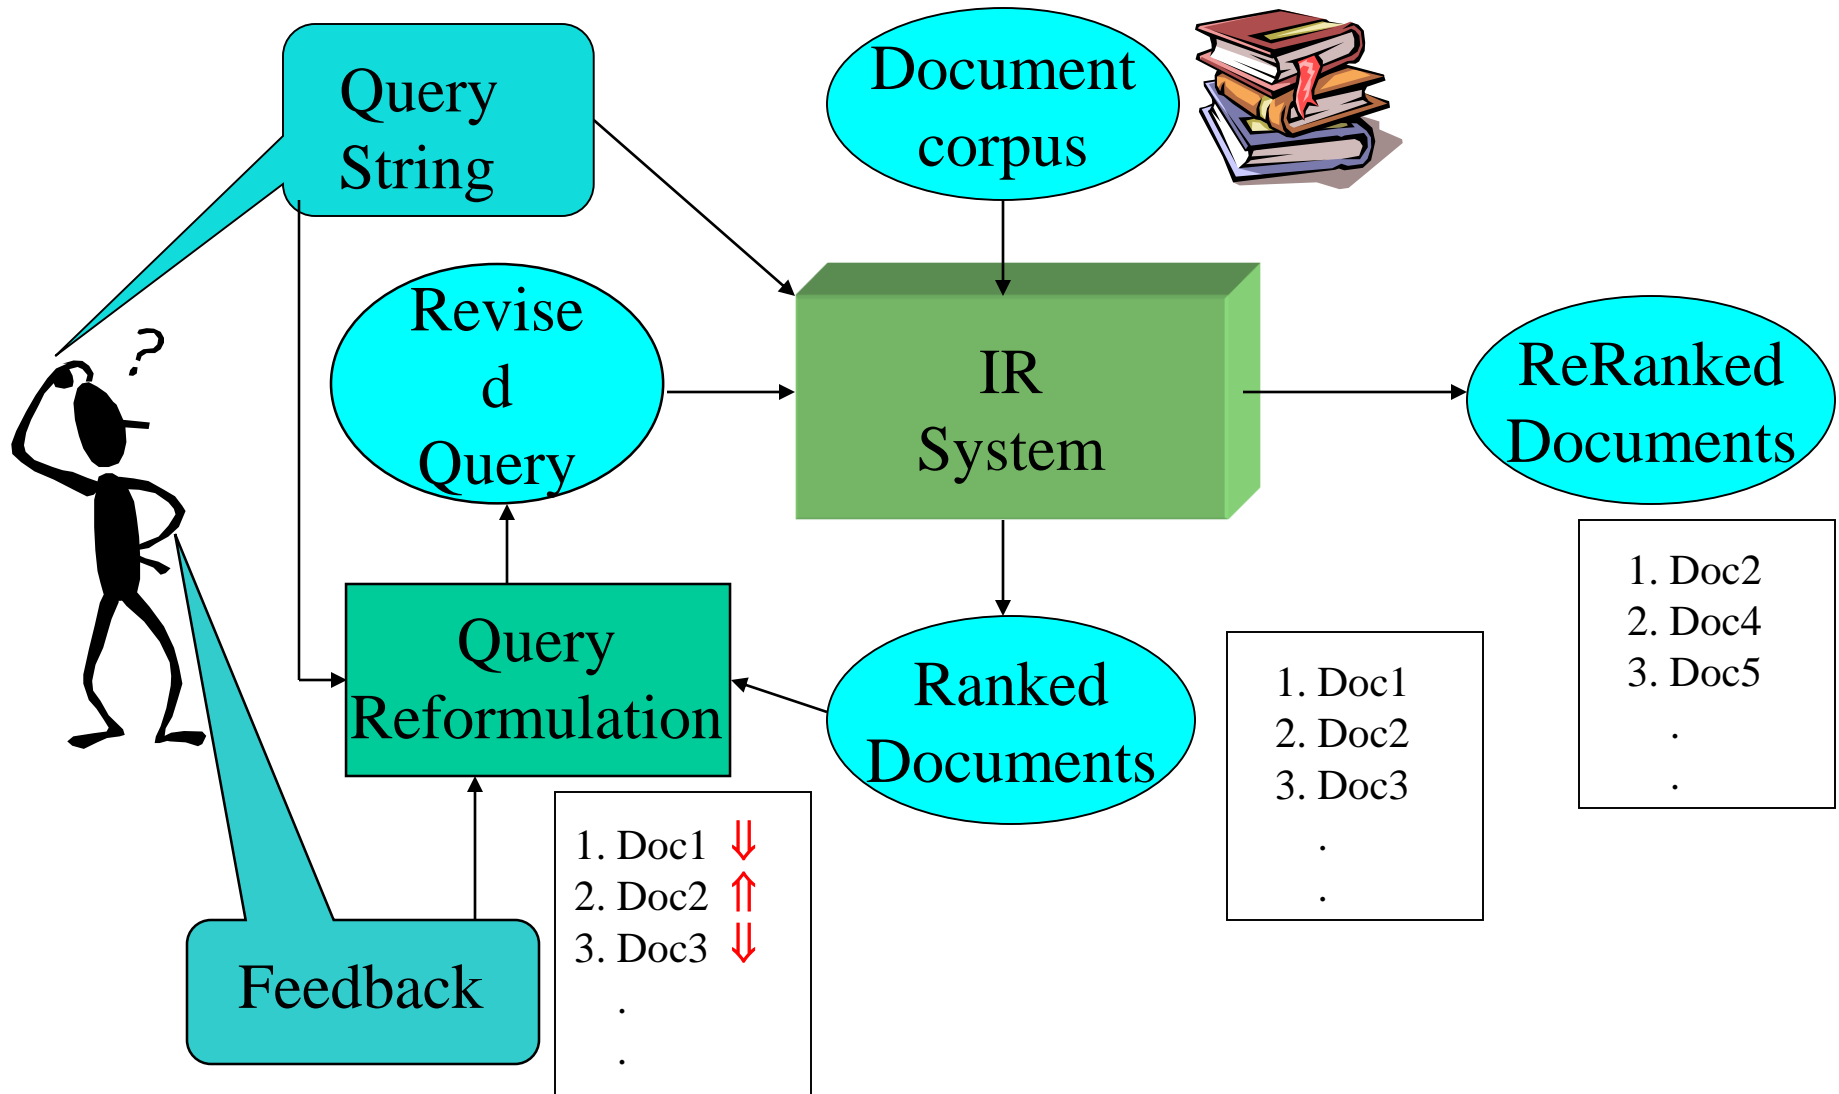 Query
String
Document
corpus
?
Revise
d
Query
IR
System
ReRanked
Documents
1. Doc2
2. Doc4
3. Doc5
.
.
Query
Reformulation
Ranked
Documents
1. Doc1
2. Doc2
3. Doc3
.
.
1. Doc1 ⇓
2. Doc2 ⇑
3. Doc3 ⇓
.
.
Feedback